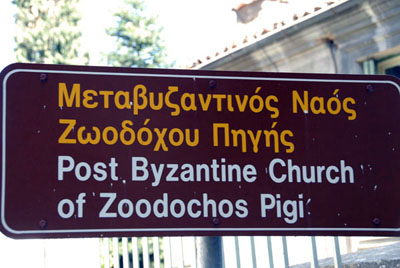 Μεταβυζαντινός Ναός
Ζωοδόχου Πηγής
Post Byzantine Church
of Zoodochos Pigi